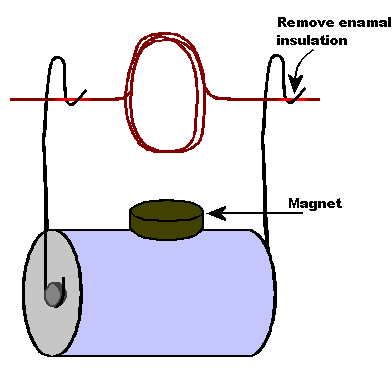 Remove enamal
insulation
Magnet